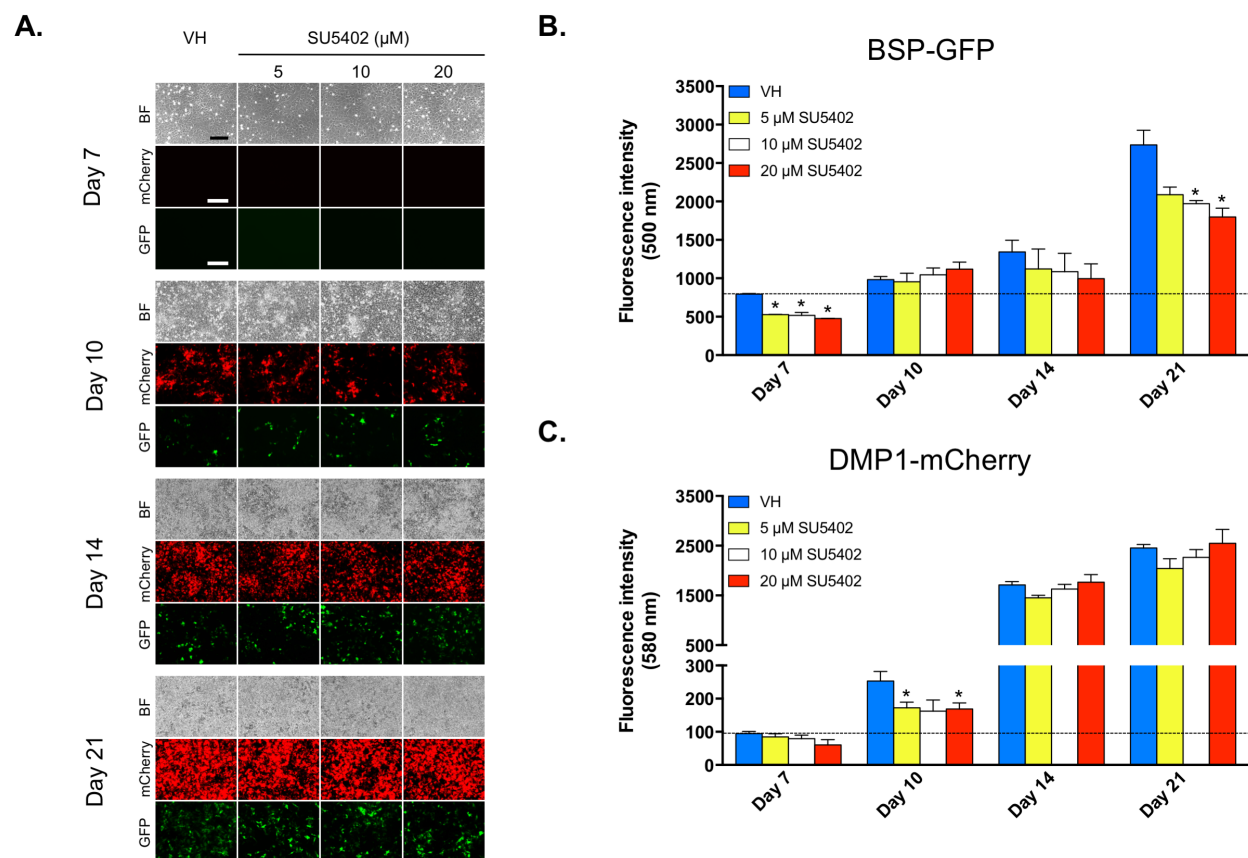 A.
VH
SU5402 (µM)
5
10
20
Day 7
BF
mCherry
GFP
Day 10
BF
mCherry
GFP
Day 14
BF
mCherry
GFP
Day 21
BF
mCherry
GFP
B.
BSP-GFP
Fluorescence intensity
(500 nm)
3500
3000
2500
2000
1500
1000
500
0
VH
5 µM SU5402
10 µM SU5402
20 µM SU5402
* * *
* *
Day 7
Day 10
Day 14
Day 21
C.
DMP1-mCherry
Fluorescence intensity
(580 nm)
3500
2500
1500
500
300
200
100
0
VH
5 µM SU5402
10 µM SU5402
20 µM SU5402
* *
Day 7
Day 10
Day 14
Day 21